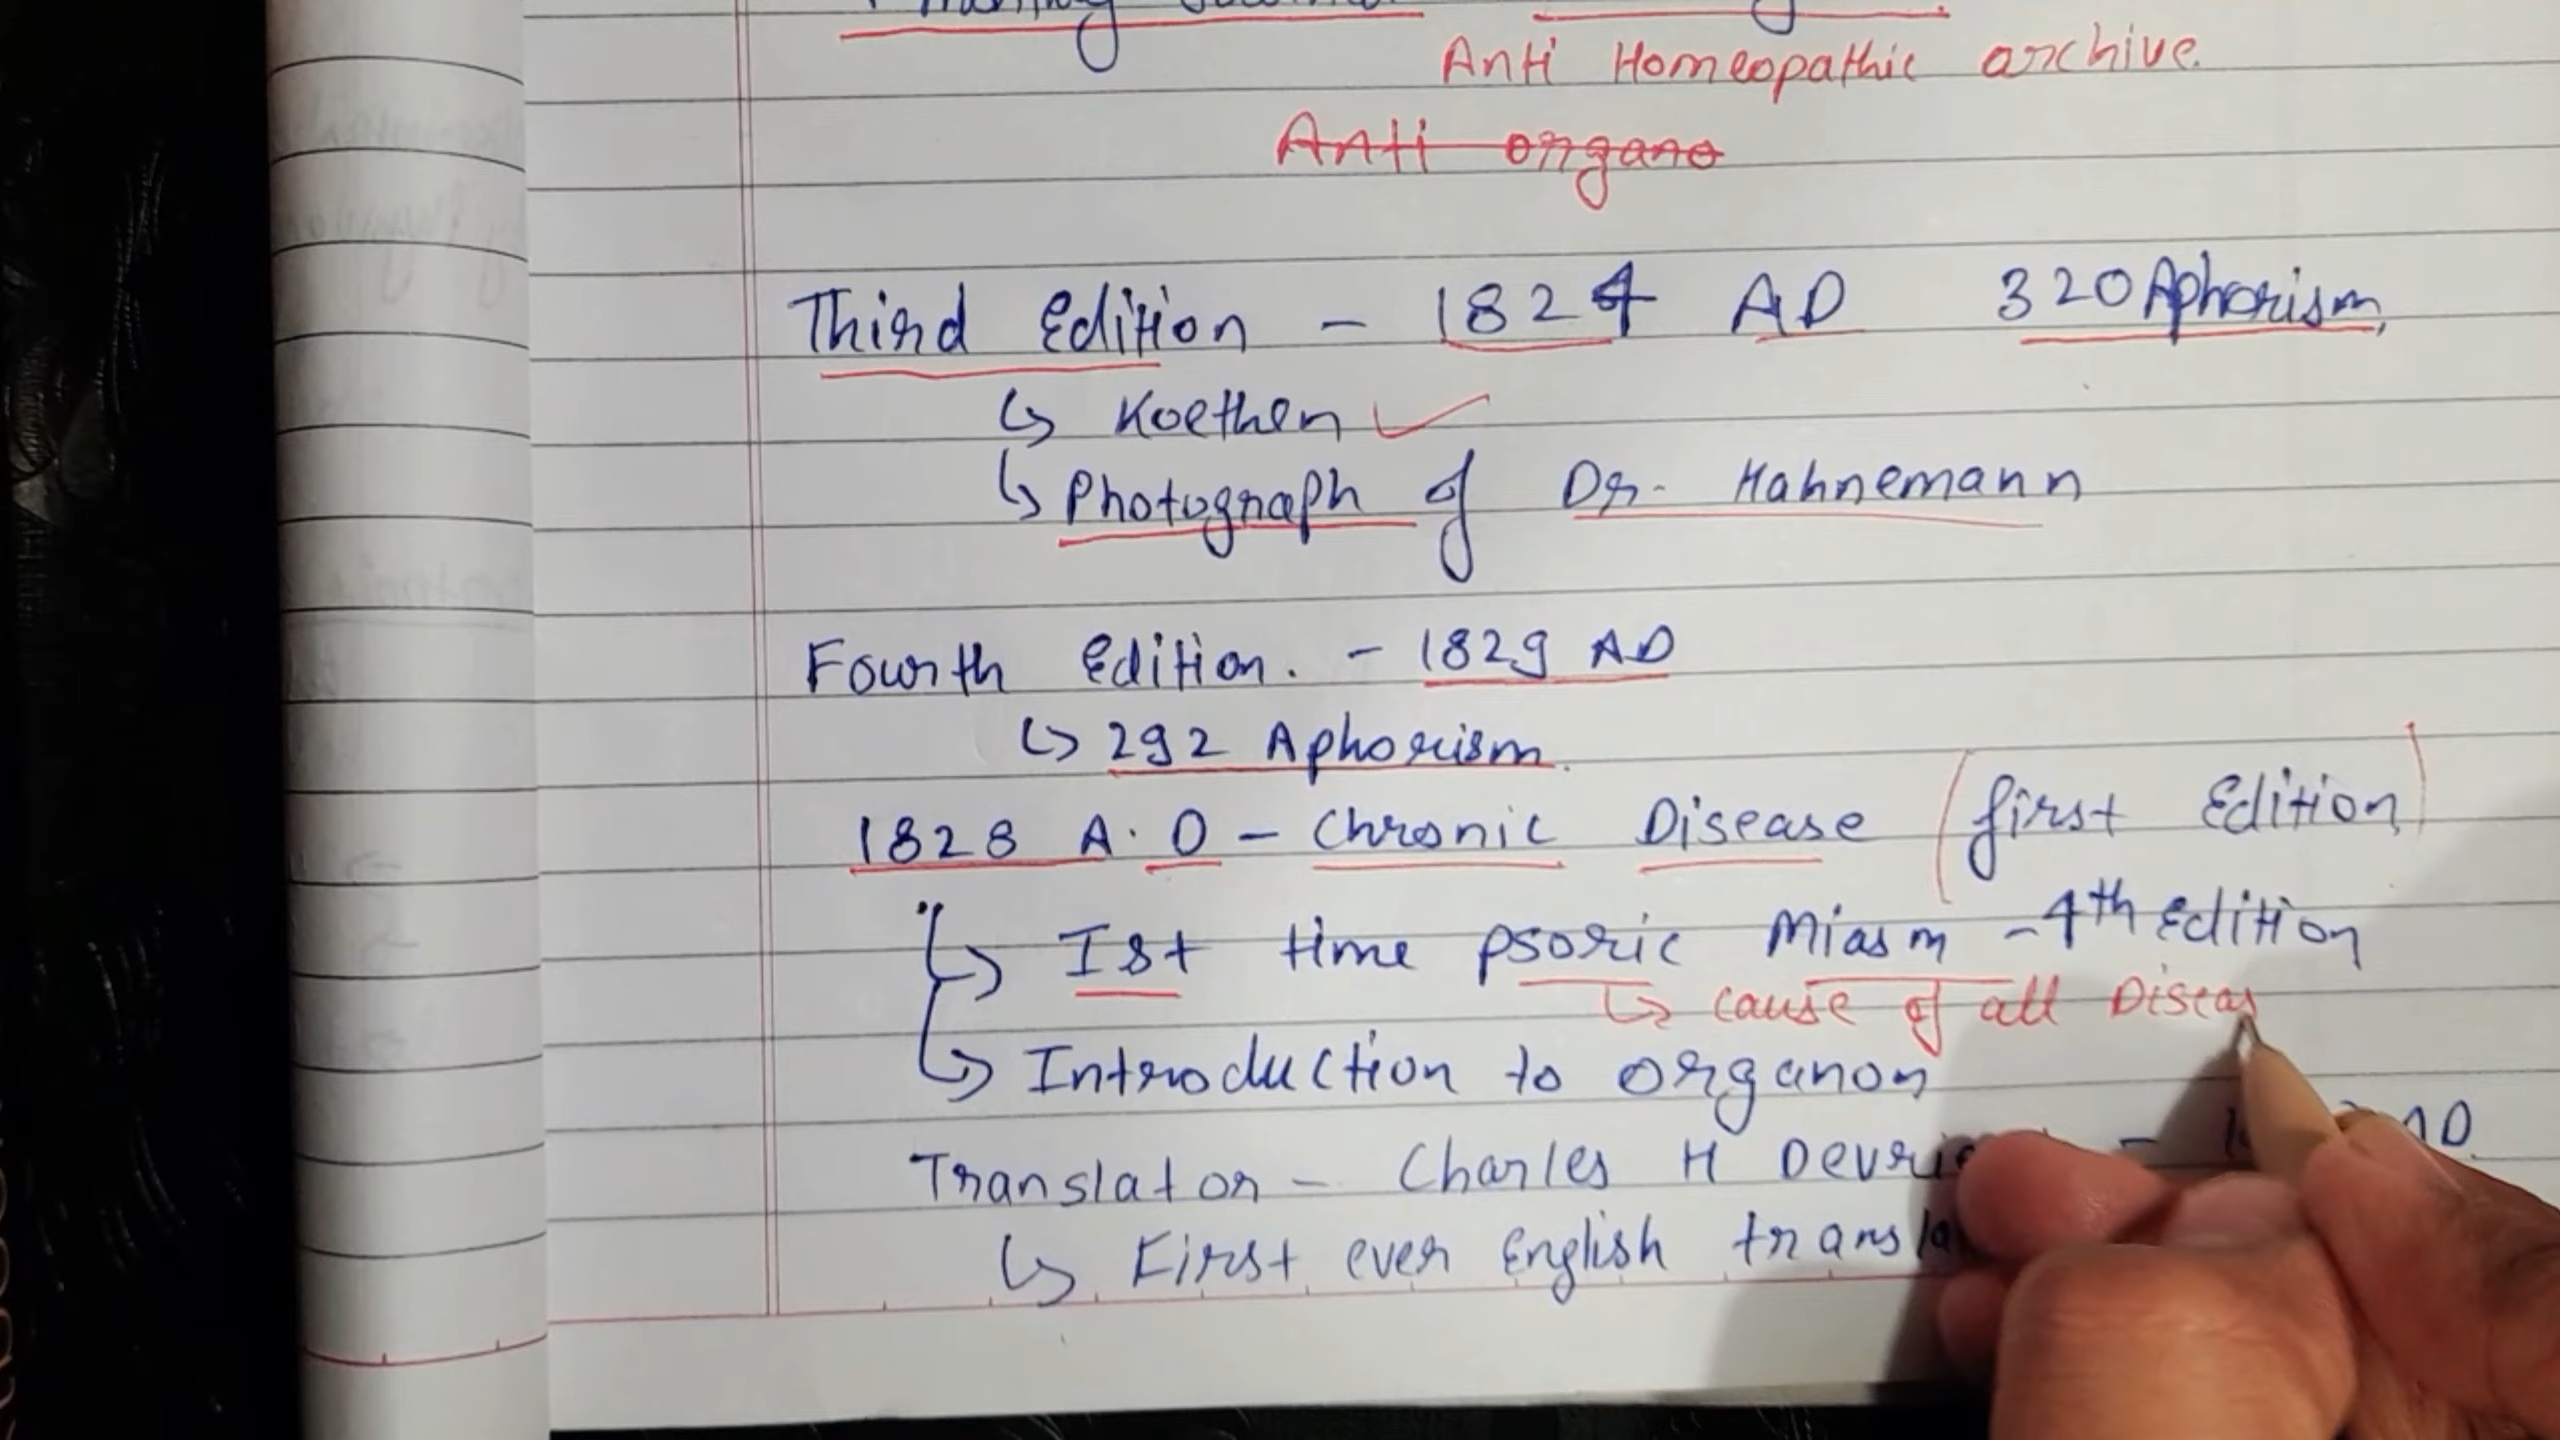 Anti Homeopathic archive.
Anti organo
Third Edition - 1824 AD 320 Aphorism,
↳ Koethen ✓
↳ Photograph of Dr. Hahnemann
Fourth Edition. - 1829 AD
↳ 292 Aphorism.
1828 A.D - Chronic Disease (first Edition)
↳ Ist time psoric Miasm - 4th Edition
↳ cause of all Diseas
↳ Introduction to organon
Translator - Charles H AD.
↳ First ever English